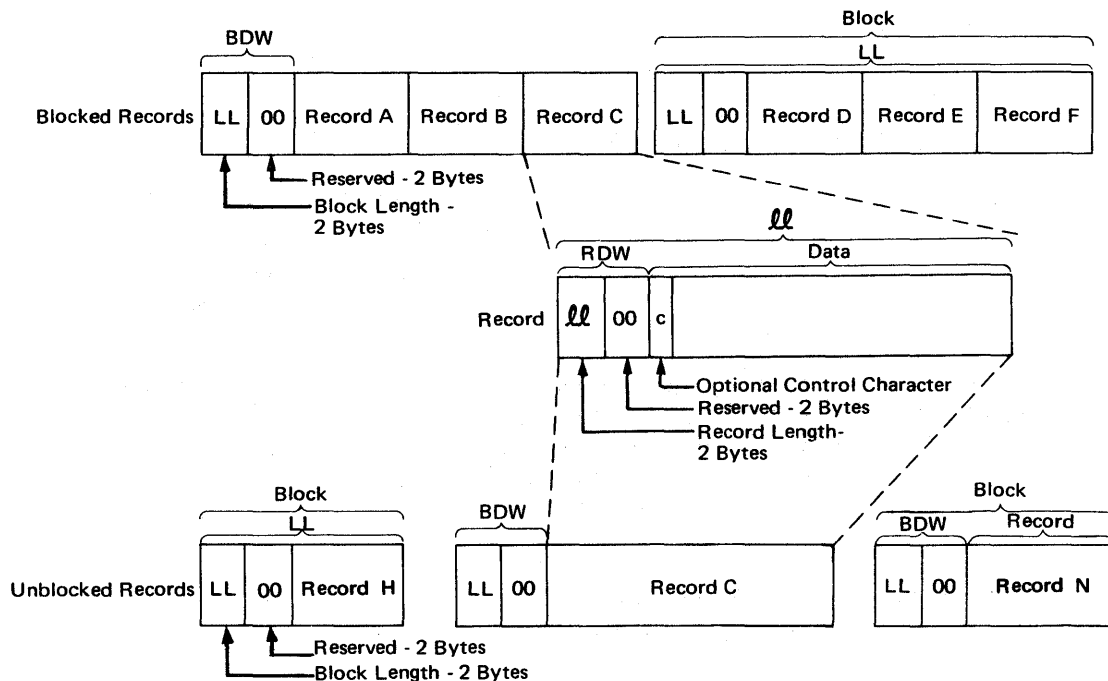 Block
BDW
LL
Blocked Records LL 00 Record A Record B Record C LL 00 Record D Record E Record F
Reserved - 2 Bytes
Block Length -
2 Bytes
ll
RDW Data
Record ll 00 c
Optional Control Character
Reserved - 2 Bytes
Record Length-
2 Bytes
Block
Block
LL
BDW
BDW Record
Unblocked Records LL 00 Record H LL 00 Record C LL 00 Record N
Reserved - 2 Bytes
Block Length - 2 Bytes